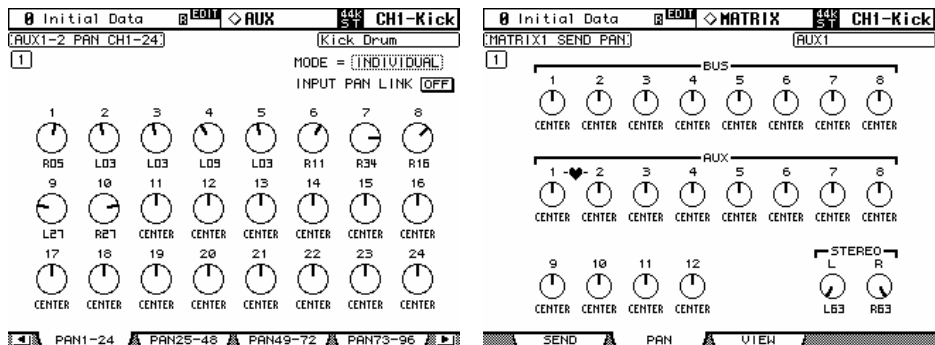 0 Initial Data R EDIT ◇AUX 44k ST CH1-Kick
AUX1-2 PAN CH1-24 Kick Drum
1 MODE = INDIVIDUAL
INPUT PAN LINK OFF
1 2 3 4 5 6 7 8
R05 L03 L03 L09 L03 R11 R34 R16
9 10 11 12 13 14 15 16
L27 R27 CENTER CENTER CENTER CENTER CENTER CENTER
17 18 19 20 21 22 23 24
CENTER CENTER CENTER CENTER CENTER CENTER CENTER CENTER
PAN1-24 PAN25-48 PAN49-72 PAN73-96
0 Initial Data R EDIT ◇MATRIX 44k ST CH1-Kick
MATRIX1 SEND PAN AUX1
1
BUS
1 2 3 4 5 6 7 8
CENTER CENTER CENTER CENTER CENTER CENTER CENTER CENTER
AUX
1 -♥- 2 3 4 5 6 7 8
CENTER CENTER CENTER CENTER CENTER CENTER CENTER CENTER
STEREO
9 10 11 12 L R
CENTER CENTER CENTER CENTER L63 R63
SEND PAN VIEW